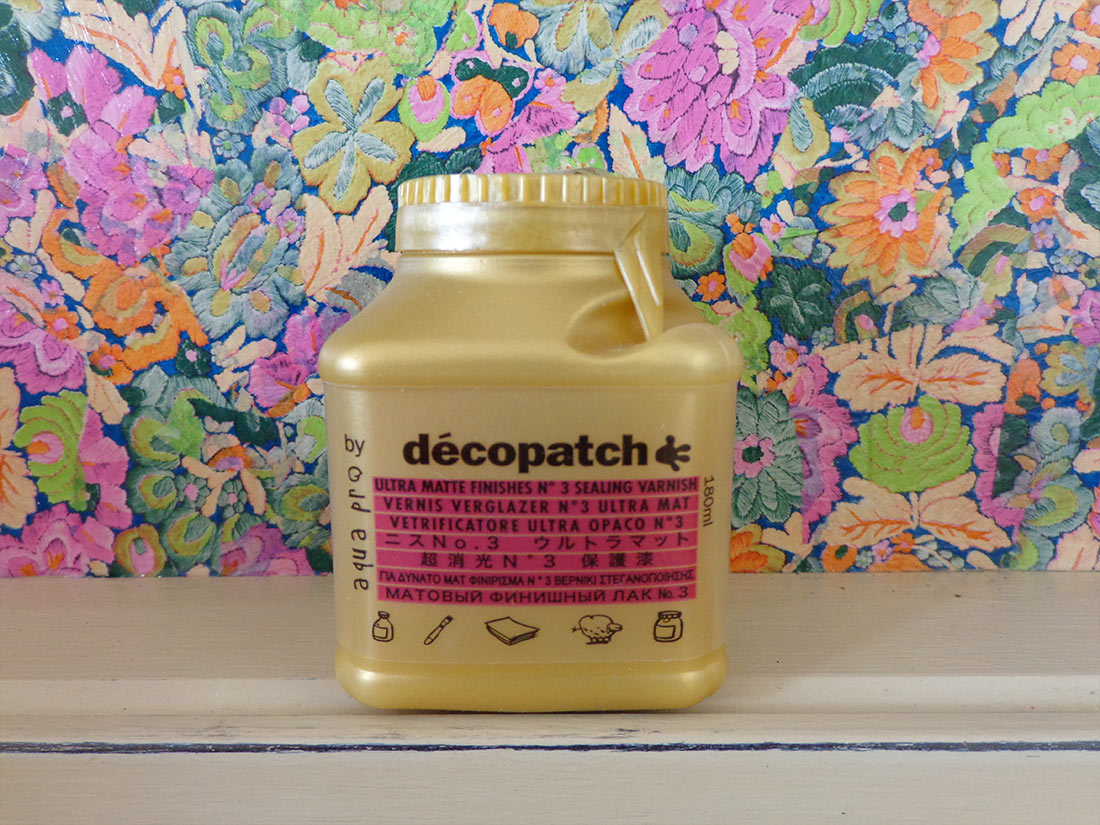 décopatch
ULTRA MATTE FINISHES N° 3 SEALING VARNISH
VERNIS VERGLAZER N°3 ULTRA MAT
VETRIFICATORE ULTRA OPACO N°3
ニスNo.3 ウルトラマット
超消光N 3 保護漆
ΓΙΑ ΔΥΝΑΤΟ ΜΑΤ ΦΙΝΙΡΙΣΜΑ Ν° 3 ΒΕΡΝΙΚΙ ΣΤΕΓΑΝΟΠΟΙΗΣΗΣ
МАТОВЫЙ ФИНИШНЫЙ ЛАК №. 3
aqua pro by
180ml